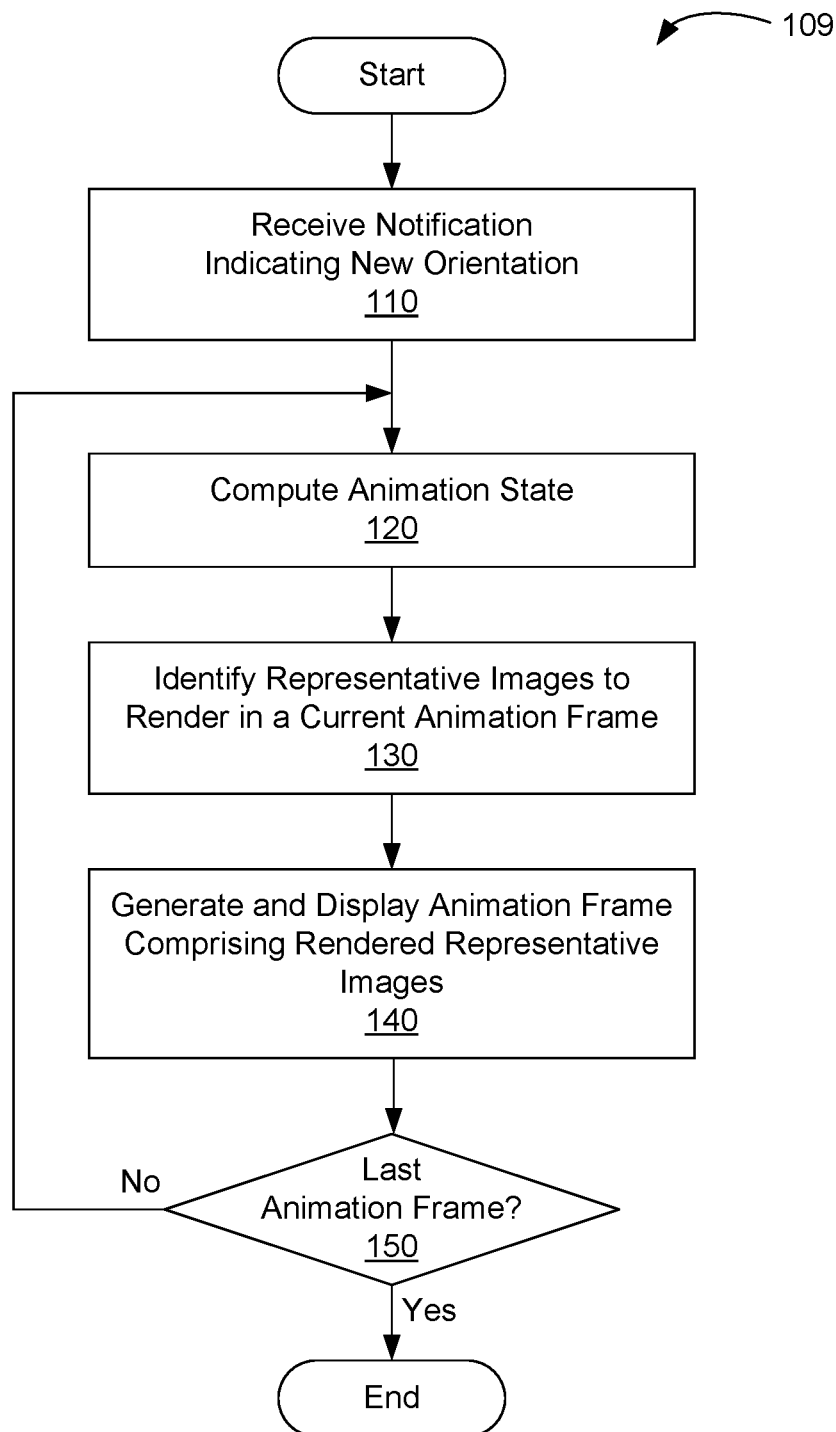 109
Start
Receive Notification
Indicating New Orientation
110
Compute Animation State
120
Identify Representative Images to
Render in a Current Animation Frame
130
Generate and Display Animation Frame
Comprising Rendered Representative
Images
140
Last
Animation Frame?
150
No
Yes
End